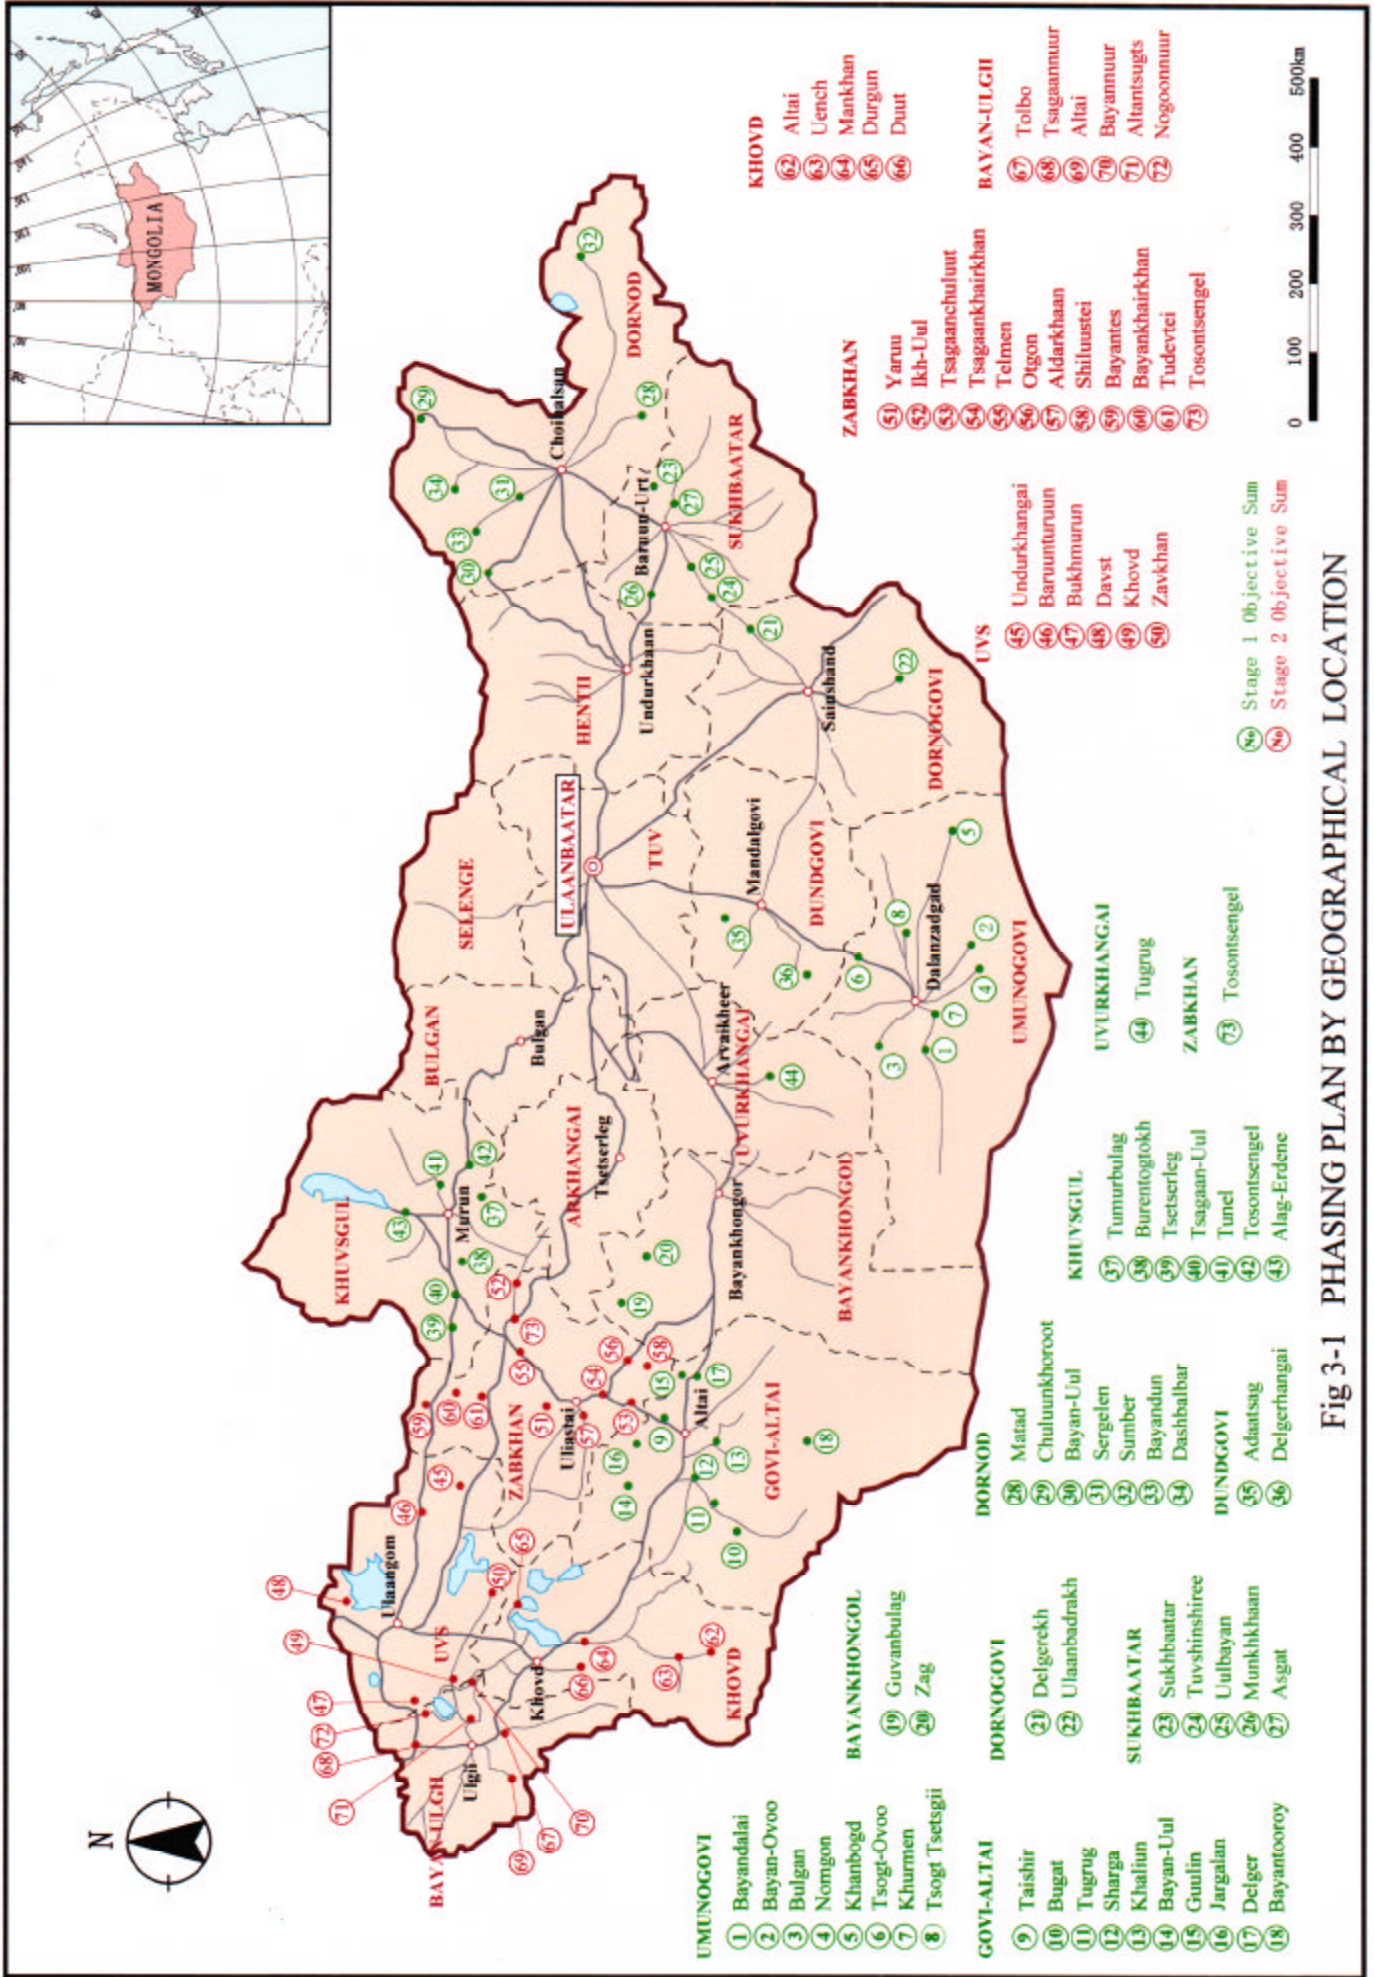 MONGOLIA
N
KHUVSGUL
BULGAN
SELENGE
ARKHANGAI
ZABKHAN
UVS
BAYAN-ULGH
KHOVD
GOVI-ALTAI
BAYANKHONGOL
UVURKHANGAI
UMUNOGOVI
DUNDGOVI
TUV
HENTII
DORNOGOVI
SUKHBAATAR
DORNOD
ULAANBAATAR
Ulaangom
Ulgii
Khovd
Uliastai
Altai
Murun
Bulgan
Tsetserleg
Bayankhongor
Arvaikheer
Mandalgovi
Dalanzadgad
Sainshand
Undurkhaan
Baruun-Urt
Choibalsan
UMUNOGOVI
1 Bayandalai
2 Bayan-Ovoo
3 Bulgan
4 Nomgon
5 Khanbogd
6 Tsogt-Ovoo
7 Khurmen
8 Tsogt Tsetsgii
GOVI-ALTAI
9 Taishir
10 Bugat
11 Tugrug
12 Sharga
13 Khaliun
14 Bayan-Uul
15 Guulin
16 Jargalan
17 Delger
18 Bayantooroy
BAYANKHONGOL
19 Guvanbulag
20 Zag
DORNOGOVI
21 Delgerekh
22 Ulaanbadrakh
SUKHBAATAR
23 Sukhbaatar
24 Tuvshinshiree
25 Uulbayan
26 Munkhkhaan
27 Asgat
DORNOD
28 Matad
29 Chuluunkhoroot
30 Bayan-Uul
31 Sergelen
32 Sumber
33 Bayandun
34 Dashbalbar
DUNDGOVI
35 Adaatsag
36 Delgerhangai
KHUVSGUL
37 Tumurbulag
38 Burentogtokh
39 Tsetserleg
40 Tsagaan-Uul
41 Tunel
42 Tosontsengel
43 Alag-Erdene
UVURKHANGAI
44 Tugrug
ZABKHAN
73 Tosontsengel
UVS
45 Undurkhangai
46 Baruunturuun
47 Bukhmurun
48 Davst
49 Khovd
50 Zavkhan
ZABKHAN
51 Yaruu
52 Ikh-Uul
53 Tsagaanchuluut
54 Tsagaankhairkhan
55 Telmen
56 Otgon
57 Aldarkhaan
58 Shiluustei
59 Bayantes
60 Bayankhairkhan
61 Tudevtei
73 Tosontsengel
KHOVD
62 Altai
63 Uench
64 Mankhan
65 Durgun
66 Duut
BAYAN-ULGII
67 Tolbo
68 Tsagaannuur
69 Altai
70 Bayannuur
71 Altantsugts
72 Nogoonnuur
No Stage 1 Objective Sum
No Stage 2 Objective Sum
0 100 200 300 400 500km
Fig 3-1 PHASING PLAN BY GEOGRAPHICAL LOCATION